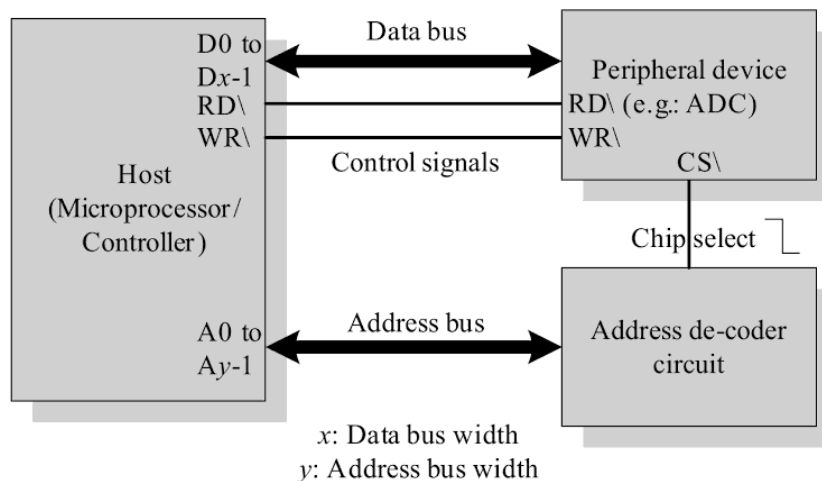 D0 to
Dx-1
RD\
WR\
Host
(Microprocessor/
Controller)
A0 to
Ay-1
Data bus
Control signals
Address bus
Peripheral device
RD\ (e.g.: ADC)
WR\
CS\
Chip select
Address de-coder
circuit
x: Data bus width
y: Address bus width